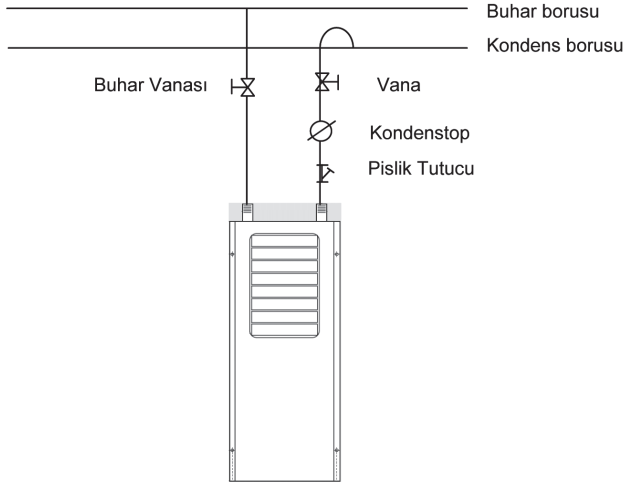 Buhar borusu
Kondens borusu
Buhar Vanası
Vana
Kondenstop
Pislik Tutucu